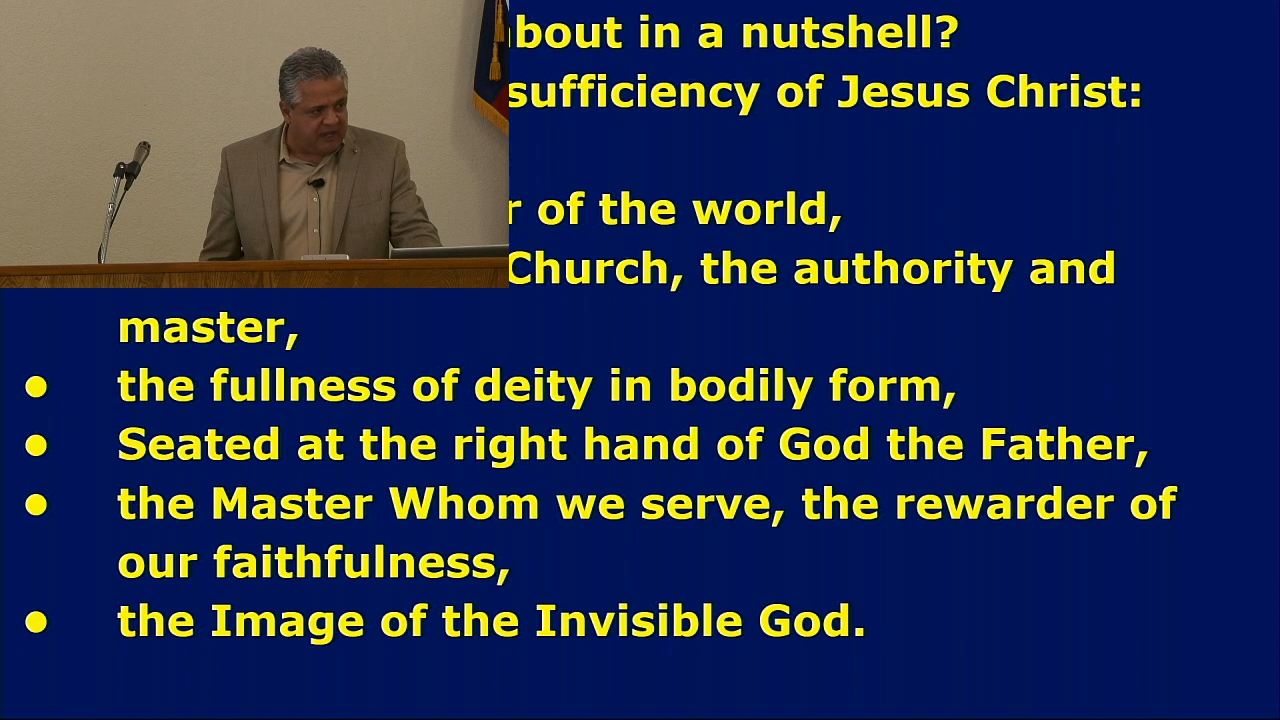 in a nutshell?
sufficiency of Jesus Christ:
of the world,
Church, the authority and
master,
● the fullness of deity in bodily form,
● Seated at the right hand of God the Father,
● the Master Whom we serve, the rewarder of
our faithfulness,
● the Image of the Invisible God.